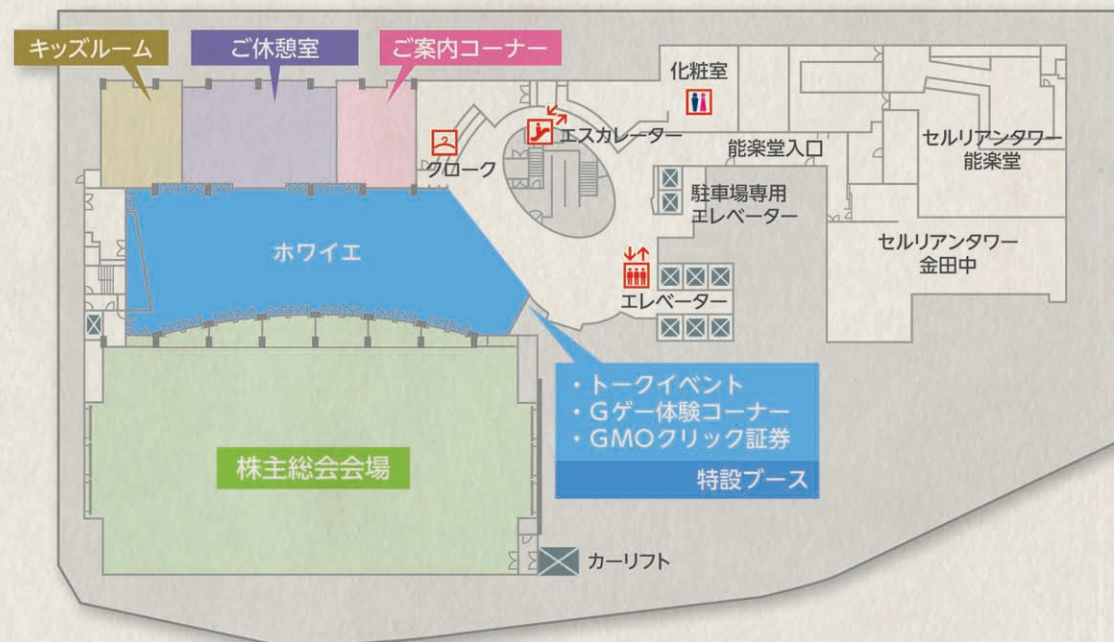 キッズルーム
ご休憩室
ご案内コーナー
化粧室
エスカレーター
クローク
能楽堂入口
セルリアンタワー
能楽堂
駐車場専用
エレベーター
セルリアンタワー
金田中
ホワイエ
エレベーター
・トークイベント
・Gゲー体験コーナー
・GMOクリック証券
特設ブース
株主総会会場
カーリフト